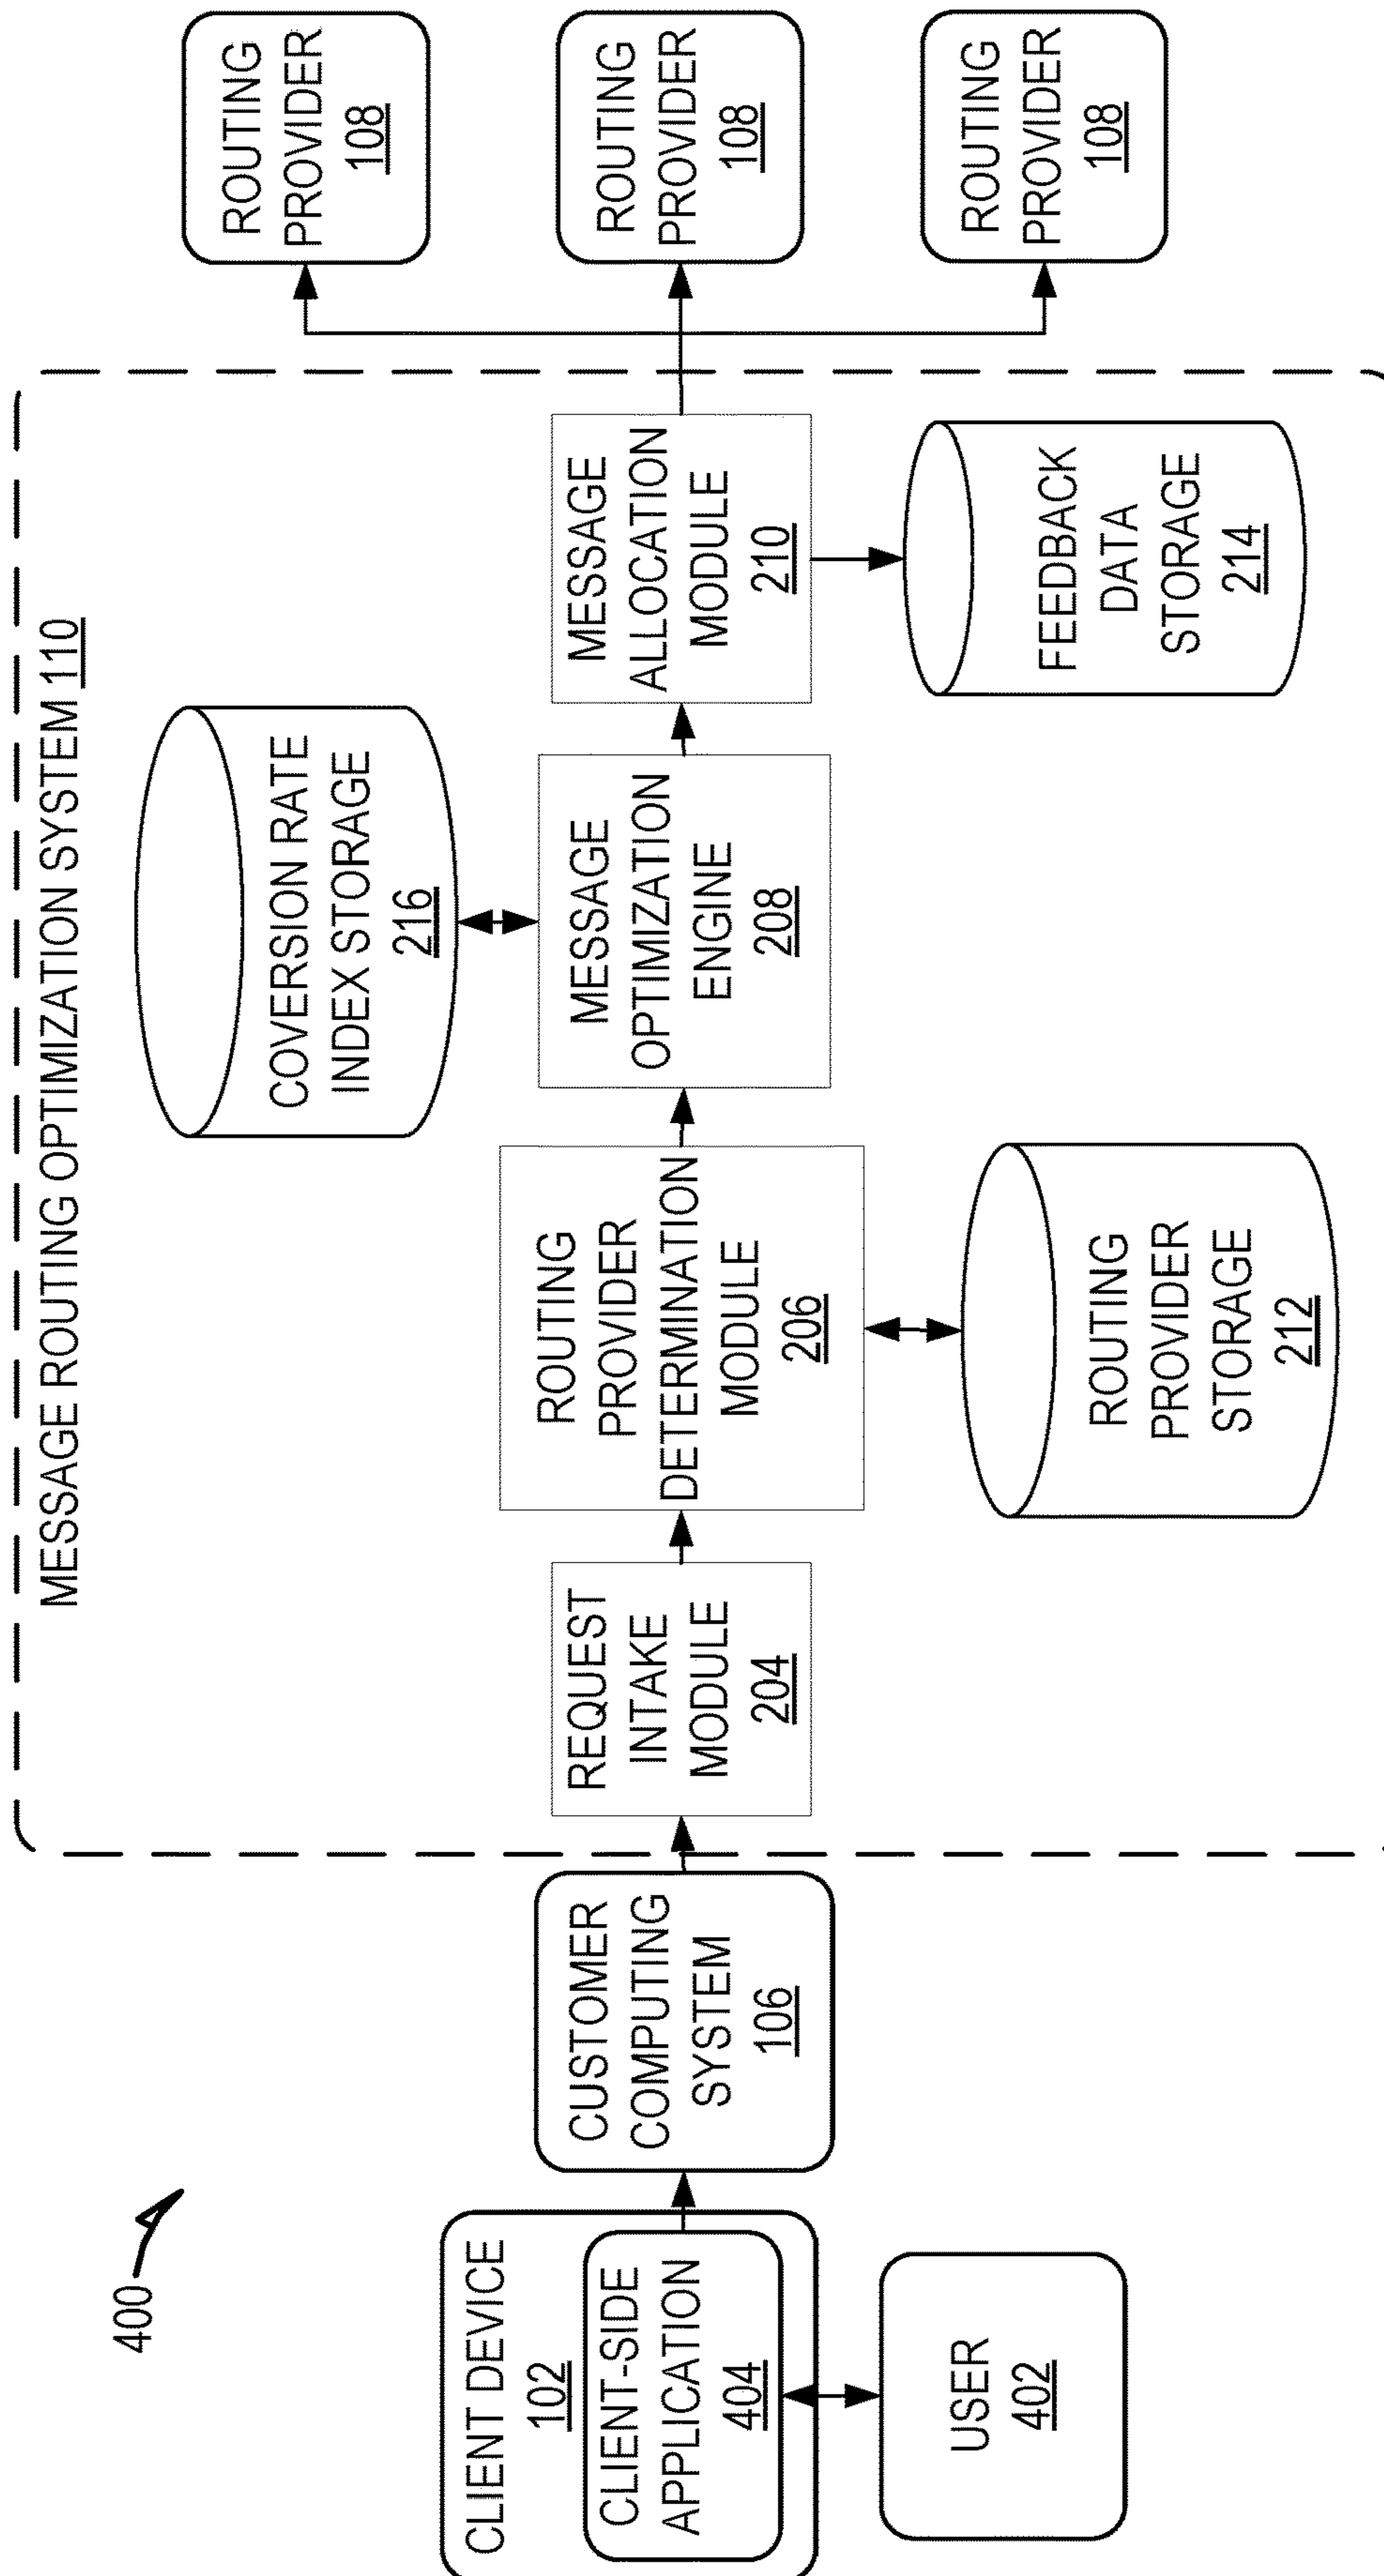 400
CLIENT DEVICE
102
CLIENT-SIDE
APPLICATION
404
USER
402
CUSTOMER
COMPUTING
SYSTEM
106
MESSAGE ROUTING OPTIMIZATION SYSTEM 110
REQUEST
INTAKE
MODULE
204
ROUTING
PROVIDER
DETERMINATION
MODULE
206
ROUTING
PROVIDER
STORAGE
212
COVERSION RATE
INDEX STORAGE
216
MESSAGE
OPTIMIZATION
ENGINE
208
MESSAGE
ALLOCATION
MODULE
210
FEEDBACK
DATA
STORAGE
214
ROUTING
PROVIDER
108
ROUTING
PROVIDER
108
ROUTING
PROVIDER
108